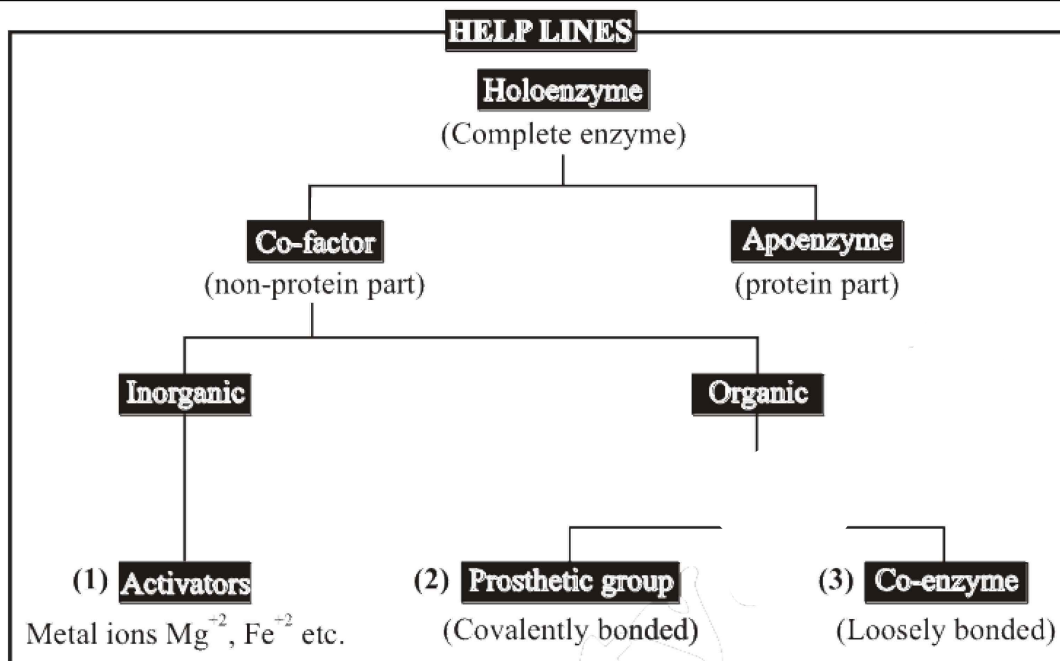 HELP LINES
Holoenzyme
(Complete enzyme)
Co-factor Apoenzyme
(non-protein part) (protein part)
Inorganic Organic
(1) Activators (2) Prosthetic group (3) Co-enzyme
Metal ions Mg⁺², Fe⁺² etc. (Covalently bonded) (Loosely bonded)